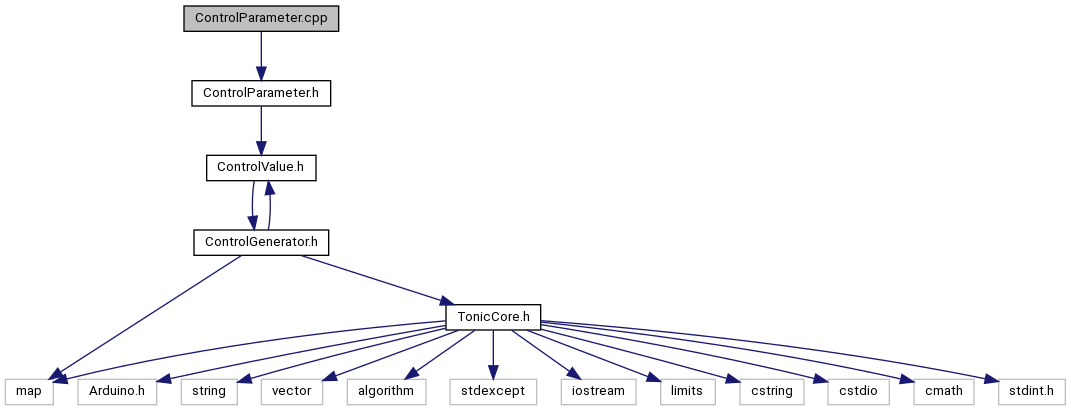 ControlParameter.cpp
ControlParameter.h
ControlValue.h
ControlGenerator.h
TonicCore.h
map
Arduino.h
string
vector
algorithm
stdexcept
iostream
limits
cstring
cstdio
cmath
stdint.h